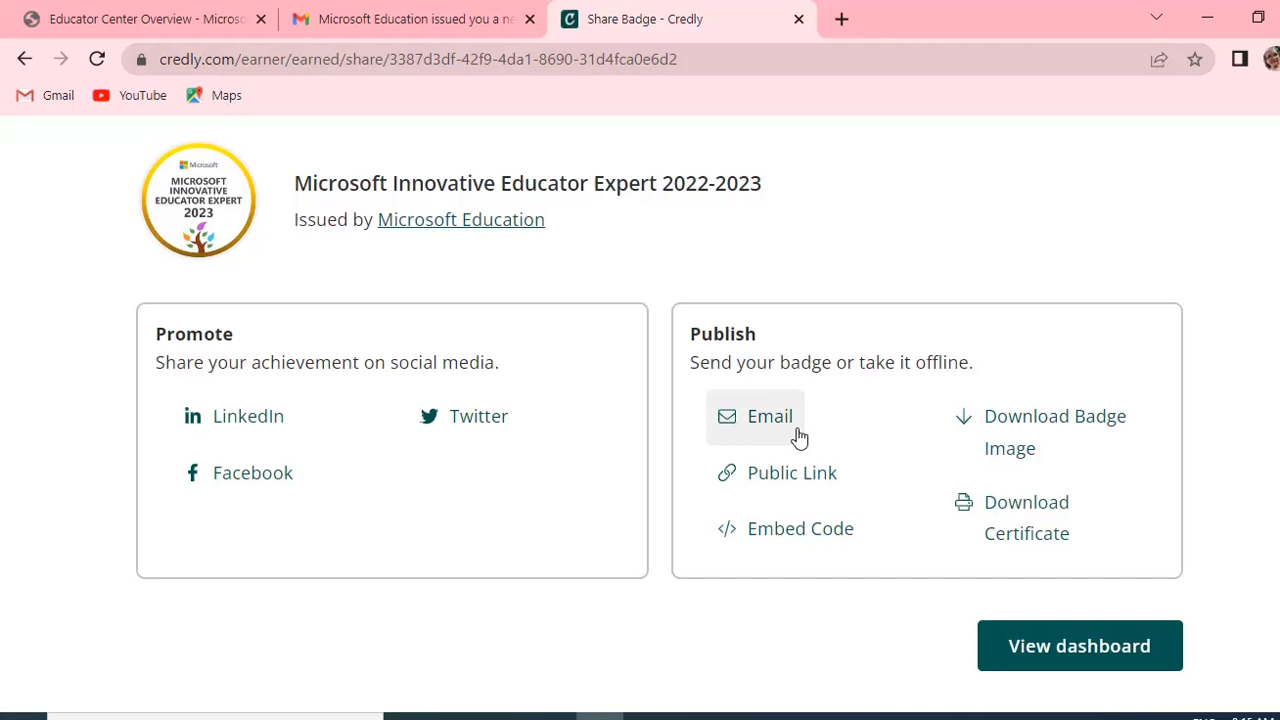 Educator Center Overview - Micros
Microsoft Education issued you a ne
Share Badge - Credly
credly.com/earner/earned/share/3387d3df-42f9-4da1-8690-31d4fca0e6d2
Gmail
YouTube
Maps
Microsoft
MICROSOFT
INNOVATIVE
EDUCATOR EXPERT
2023
Microsoft Innovative Educator Expert 2022-2023
Issued by Microsoft Education
Promote
Share your achievement on social media.
LinkedIn
Twitter
Facebook
Publish
Send your badge or take it offline.
Email
Public Link
Embed Code
Download Badge
Image
Download
Certificate
View dashboard